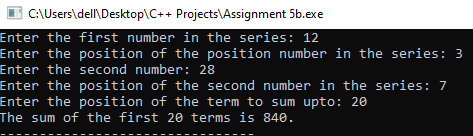 C:\Users\dell\Desktop\C++ Projects\Assignment 5b.exe
Enter the first number in the series: 12
Enter the position of the position number in the series: 3
Enter the second number: 28
Enter the position of the second number in the series: 7
Enter the position of the term to sum upto: 20
The sum of the first 20 terms is 840.
--------------------------------